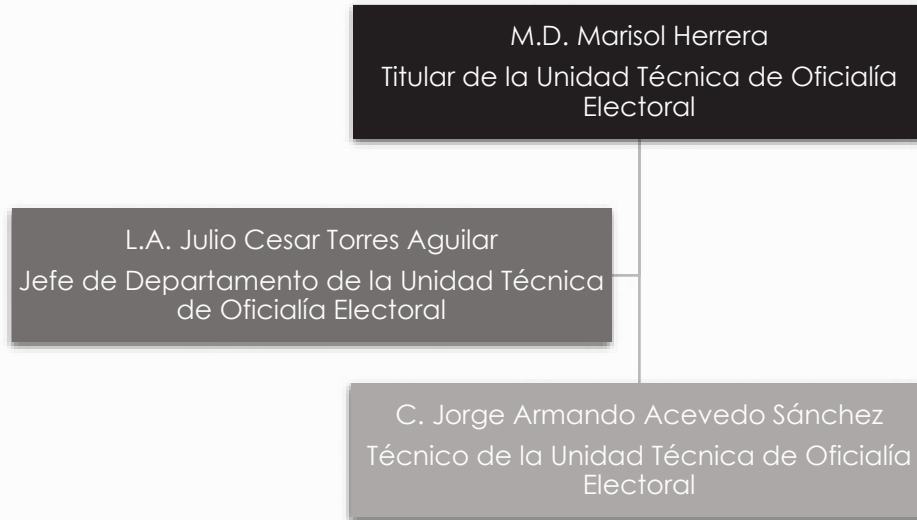 M.D. Marisol Herrera
Titular de la Unidad Técnica de Oficialía
Electoral
L.A. Julio Cesar Torres Aguilar
Jefe de Departamento de la Unidad Técnica
de Oficialía Electoral
C. Jorge Armando Acevedo Sánchez
Técnico de la Unidad Técnica de Oficialía
Electoral